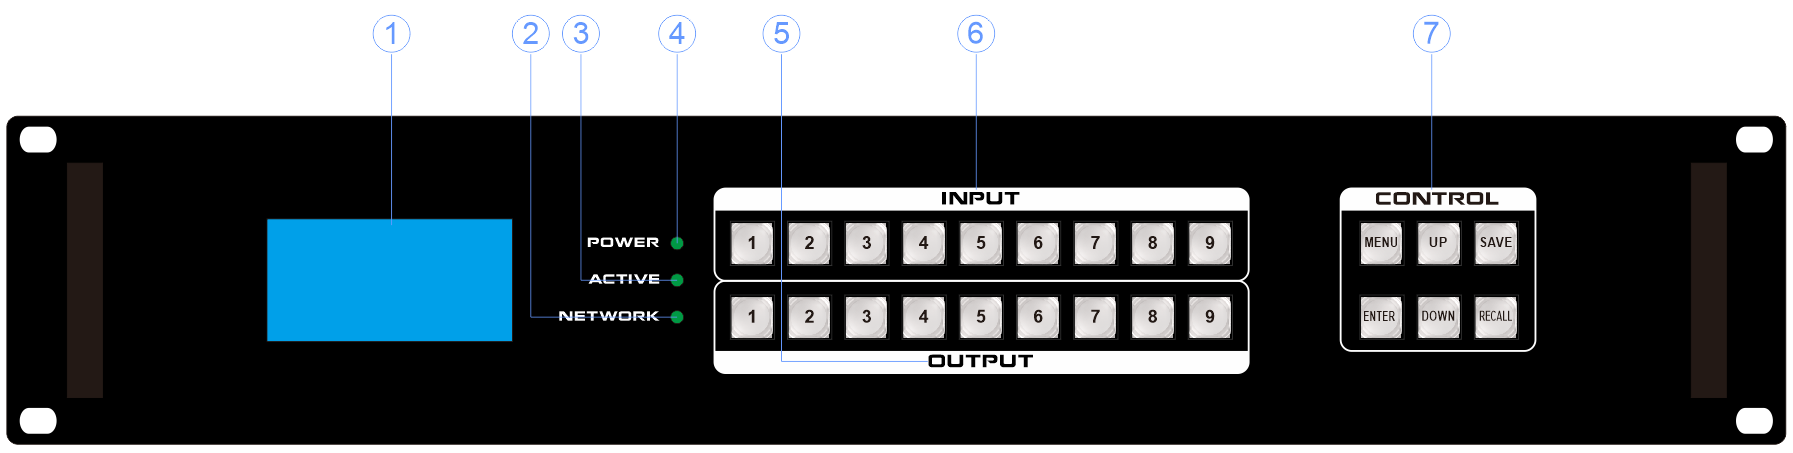 1 2 3 4 5 6 7
INPUT
CONTROL
POWER
1 2 3 4 5 6 7 8 9
MENU UP SAVE
ACTIVE
NETWORK
1 2 3 4 5 6 7 8 9
ENTER DOWN RECALL
OUTPUT